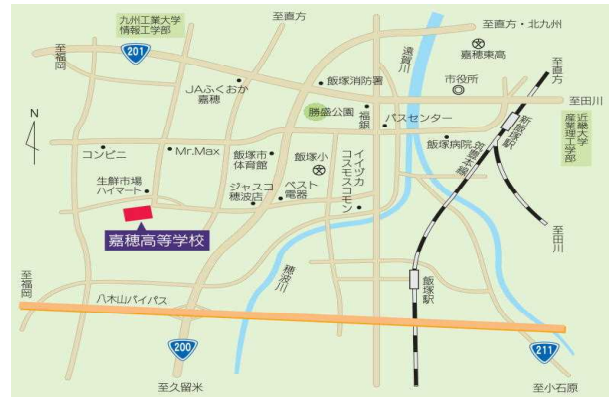 九州工業大学
情報工学部
至直方
至直方・北九州
至福岡
201
遠賀川
嘉穂東高
至直方
JAふくおか
嘉穂
飯塚消防署
市役所
勝盛公園
福銀
至田川
N
バスセンター
新飯塚駅
近畿大学
産業理工学部
コンビニ
Mr.Max
飯塚市
体育館
飯塚小
イイヅカ
コスモスコモン
飯塚病院
筑豊本線
生鮮市場
ハイマート
ジャスコ
穂波店
ベスト
電器
嘉穂高等学校
至田川
至福岡
穂波川
飯塚駅
八木山バイパス
200
211
至久留米
至小石原